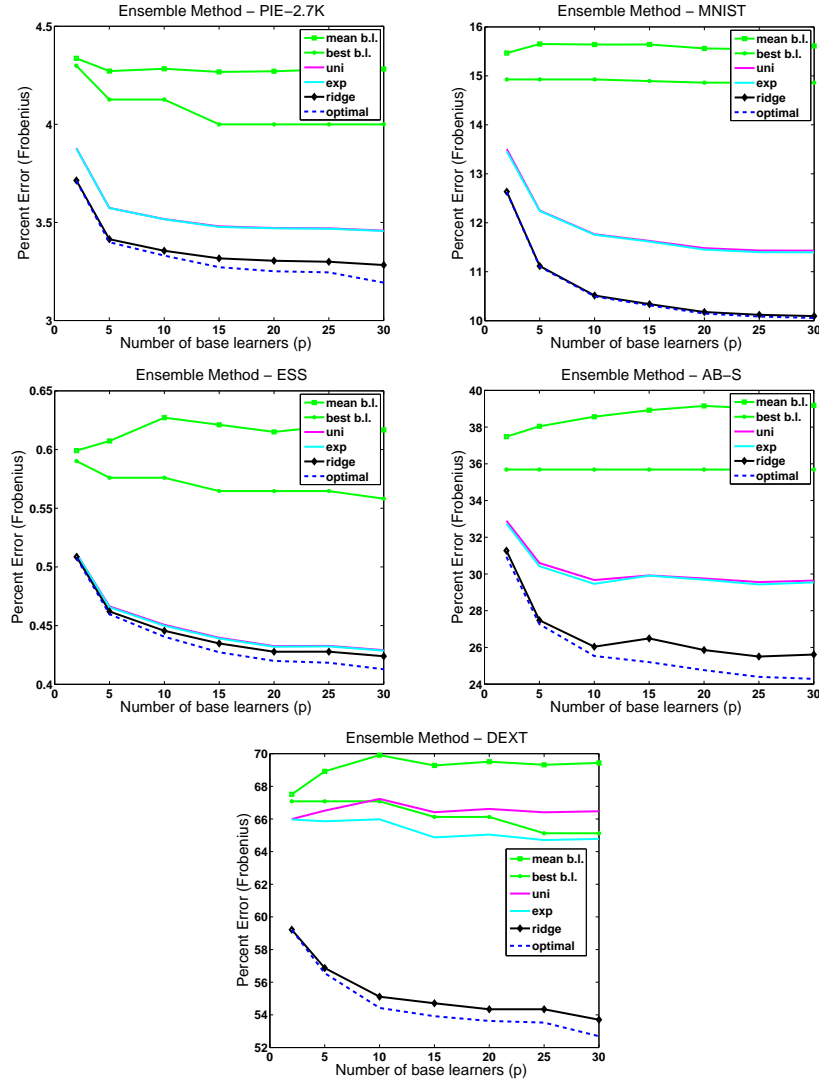 Ensemble Method − PIE−2.7K
4.5
4
3.5
3
Percent Error (Frobenius)
0 5 10 15 20 25 30
Number of base learners (p)
mean b.l.
best b.l.
uni
exp
ridge
optimal
Ensemble Method − MNIST
16
15
14
13
12
11
10
Percent Error (Frobenius)
0 5 10 15 20 25 30
Number of base learners (p)
mean b.l.
best b.l.
uni
exp
ridge
optimal
Ensemble Method − ESS
0.65
0.6
0.55
0.5
0.45
0.4
Percent Error (Frobenius)
0 5 10 15 20 25 30
Number of base learners (p)
mean b.l.
best b.l.
uni
exp
ridge
optimal
Ensemble Method − AB−S
40
38
36
34
32
30
28
26
24
Percent Error (Frobenius)
0 5 10 15 20 25 30
Number of base learners (p)
mean b.l.
best b.l.
uni
exp
ridge
optimal
Ensemble Method − DEXT
70
68
66
64
62
60
58
56
54
52
Percent Error (Frobenius)
0 5 10 15 20 25 30
Number of base learners (p)
mean b.l.
best b.l.
uni
exp
ridge
optimal